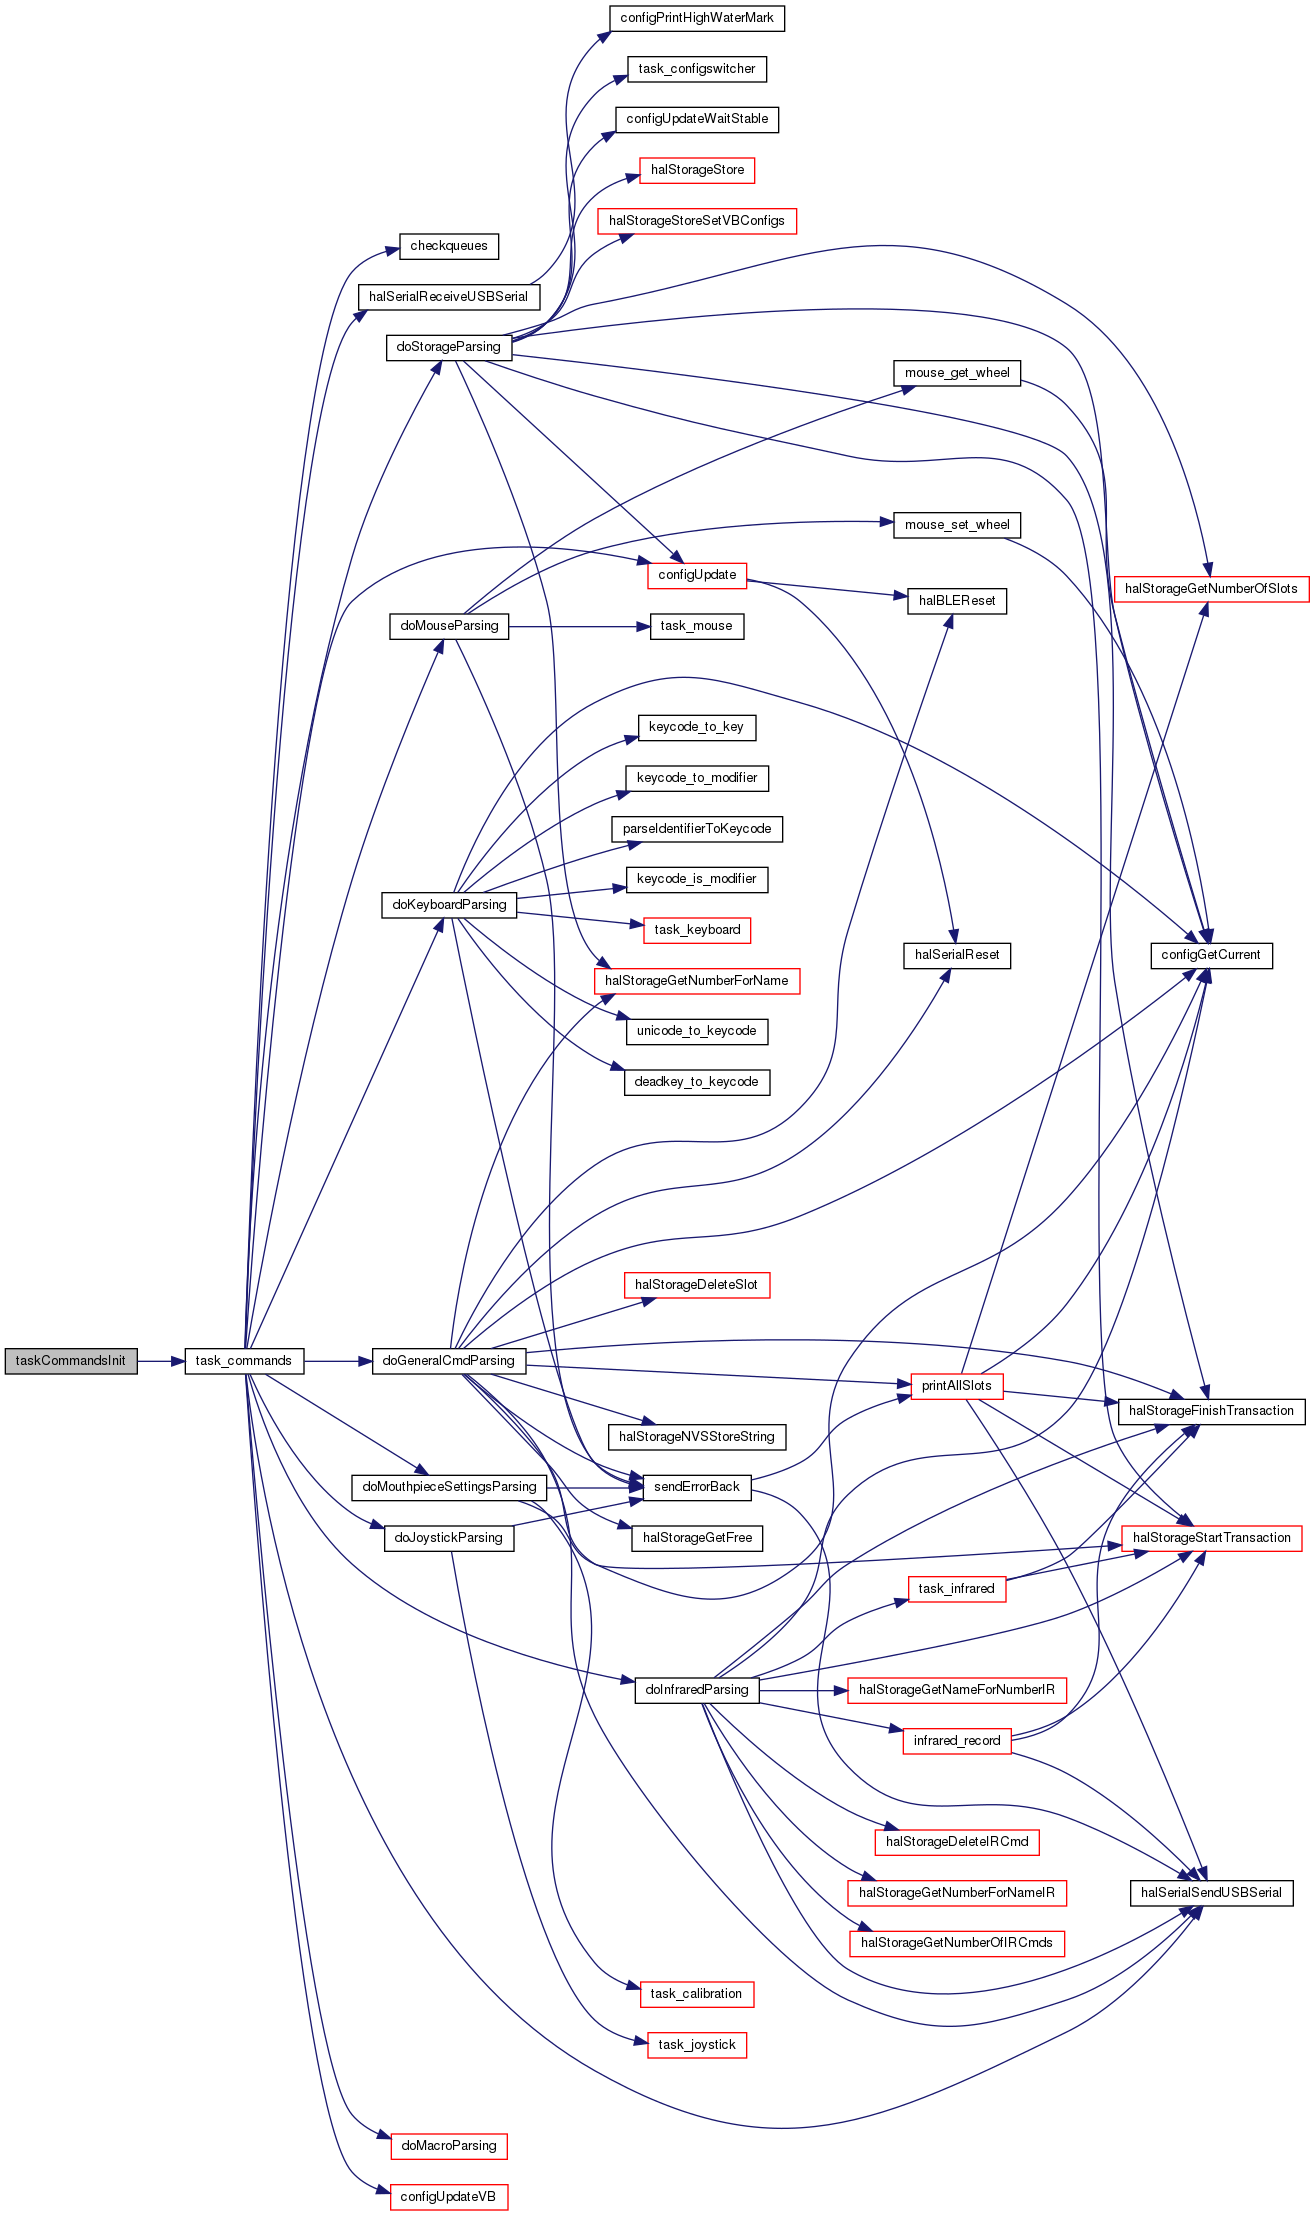 configPrintHighWaterMark
task_configswitcher
configUpdateWaitStable
halStorageStore
halStorageStoreSetVBConfigs
checkqueues
halSerialReceiveUSBSerial
doStorageParsing
mouse_get_wheel
mouse_set_wheel
configUpdate
halStorageGetNumberOfSlots
halBLEReset
doMouseParsing
task_mouse
keycode_to_key
keycode_to_modifier
parseIdentifierToKeycode
keycode_is_modifier
doKeyboardParsing
task_keyboard
halSerialReset
configGetCurrent
halStorageGetNumberForName
unicode_to_keycode
deadkey_to_keycode
halStorageDeleteSlot
taskCommandsInit
task_commands
doGeneralCmdParsing
printAllSlots
halStorageFinishTransaction
halStorageNVSStoreString
doMouthpieceSettingsParsing
sendErrorBack
doJoystickParsing
halStorageGetFree
halStorageStartTransaction
task_infrared
doInfraredParsing
halStorageGetNameForNumberIR
infrared_record
halStorageDeleteIRCmd
halStorageGetNumberForNameIR
halSerialSendUSBSerial
halStorageGetNumberOfIRCmds
task_calibration
task_joystick
doMacroParsing
configUpdateVB